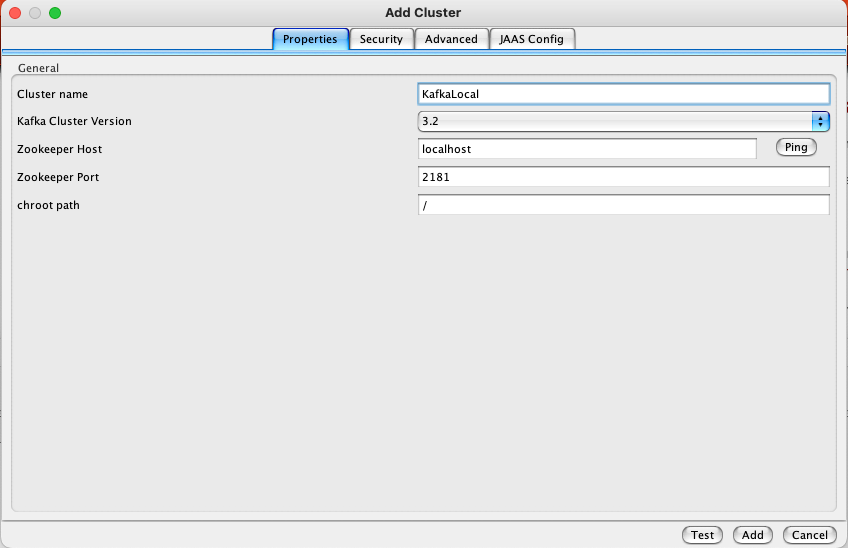 Add Cluster
Properties Security Advanced JAAS Config
General
Cluster name KafkaLocal
Kafka Cluster Version 3.2
Zookeeper Host localhost Ping
Zookeeper Port 2181
chroot path /
Test Add Cancel